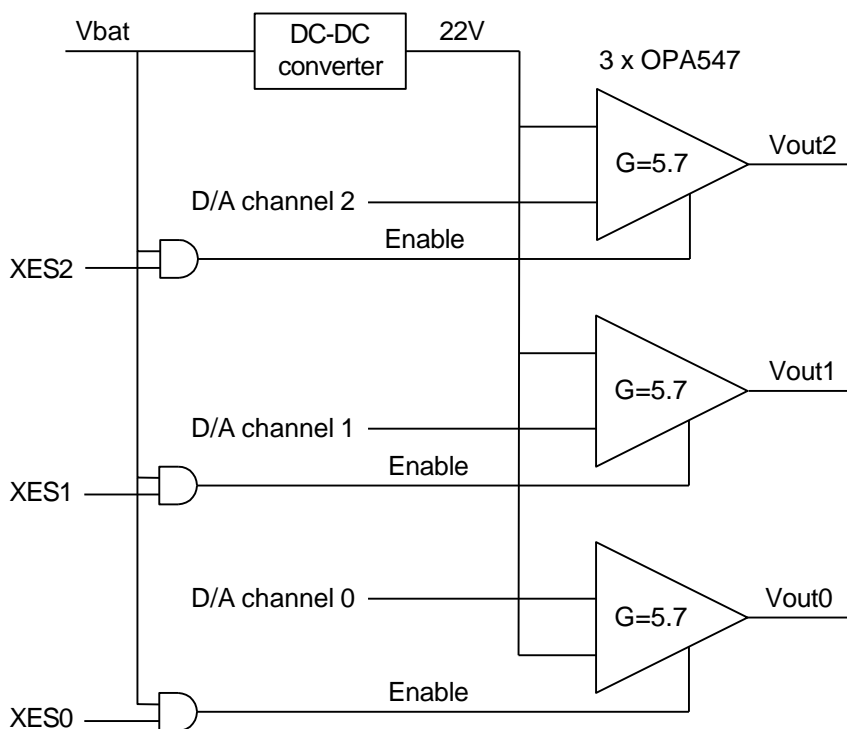 Vbat
DC-DC
converter
22V
3 x OPA547
G=5.7
Vout2
D/A channel 2
Enable
XES2
G=5.7
Vout1
D/A channel 1
Enable
XES1
D/A channel 0
G=5.7
Vout0
Enable
XES0